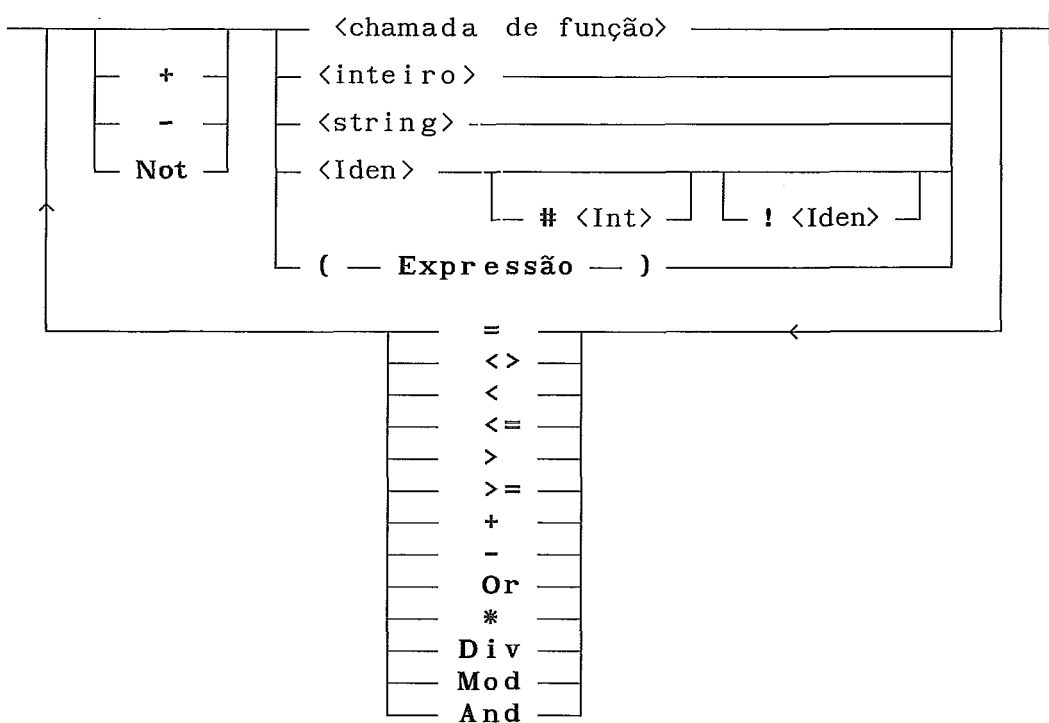 <chamada de função>
+ <inteiro>
- <string>
Not <Iden>
# <Int> ! <Iden>
( Expressão )
=
<>
<
<=
>
>=
+
-
Or
*
Div
Mod
And